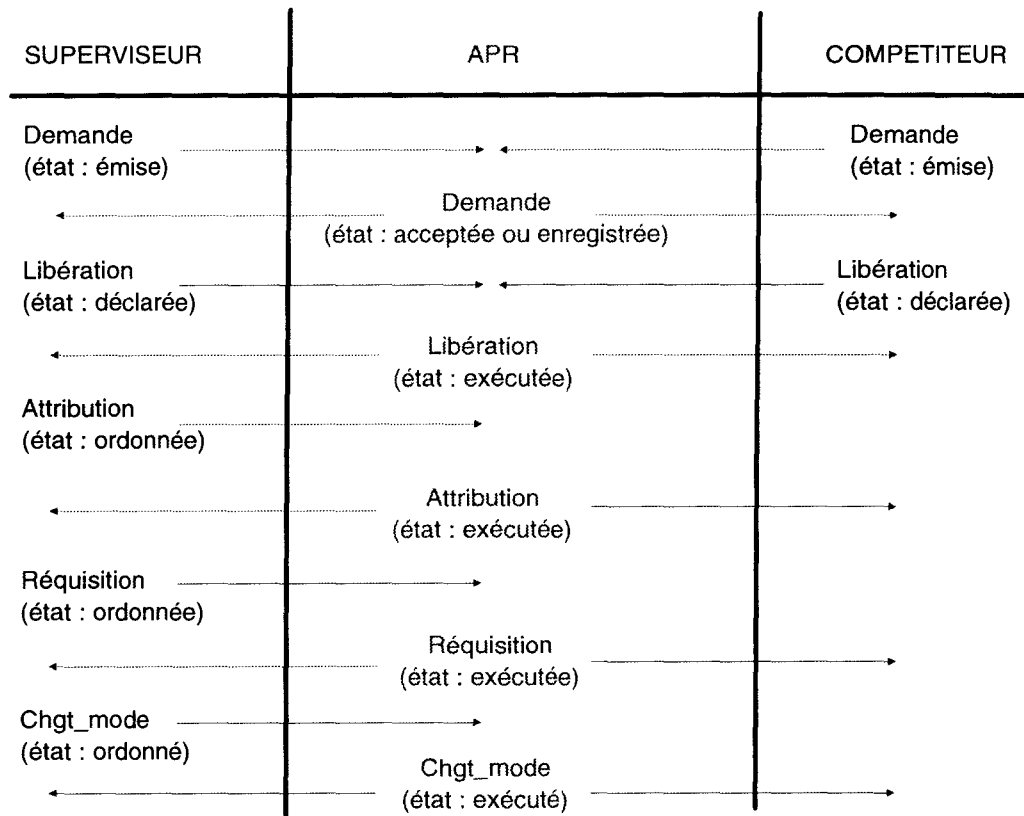 SUPERVISEUR APR COMPETITEUR
Demande Demande
(état : émise) (état : émise)
Demande
(état : acceptée ou enregistrée)
Libération Libération
(état : déclarée) (état : déclarée)
Libération
(état : exécutée)
Attribution
(état : ordonnée)
Attribution
(état : exécutée)
Réquisition
(état : ordonnée)
Réquisition
(état : exécutée)
Chgt_mode
(état : ordonné)
Chgt_mode
(état : exécuté)